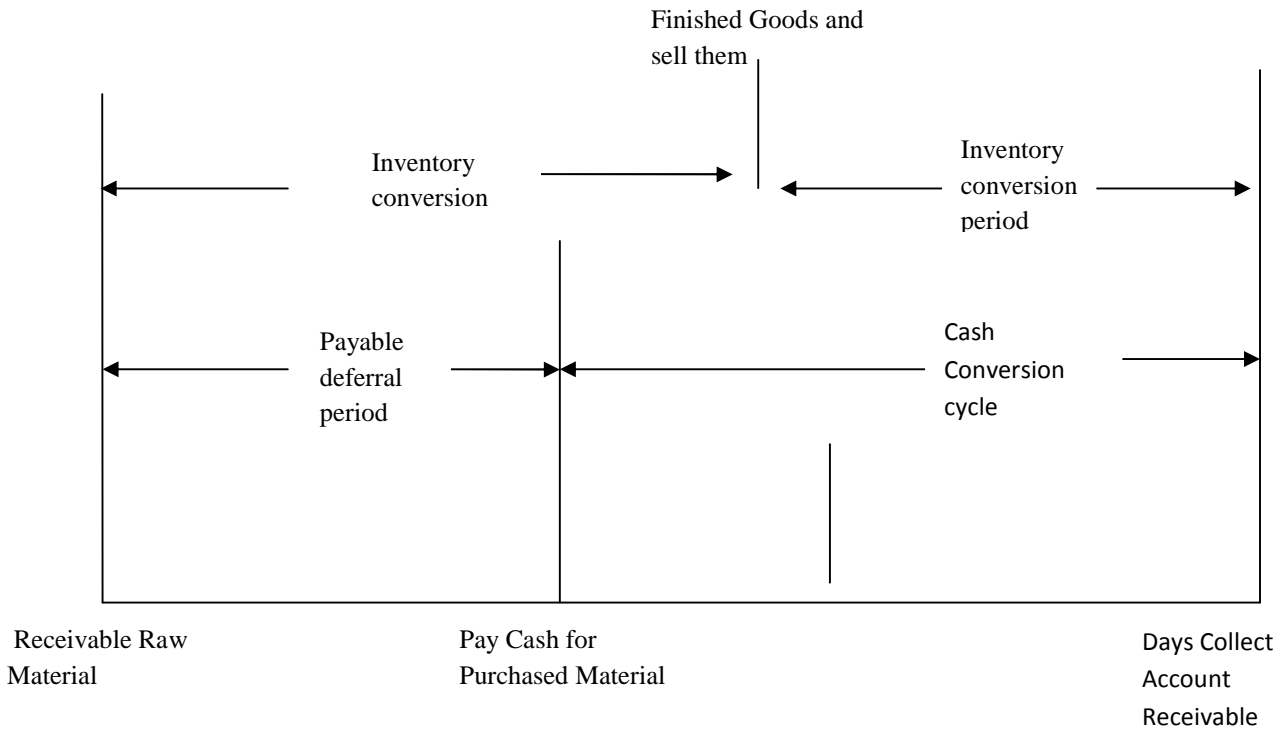 Finished Goods and
sell them
Inventory
conversion
Inventory
conversion
period
Payable
deferral
period
Cash
Conversion
cycle
Receivable Raw
Material
Pay Cash for
Purchased Material
Days Collect
Account
Receivable